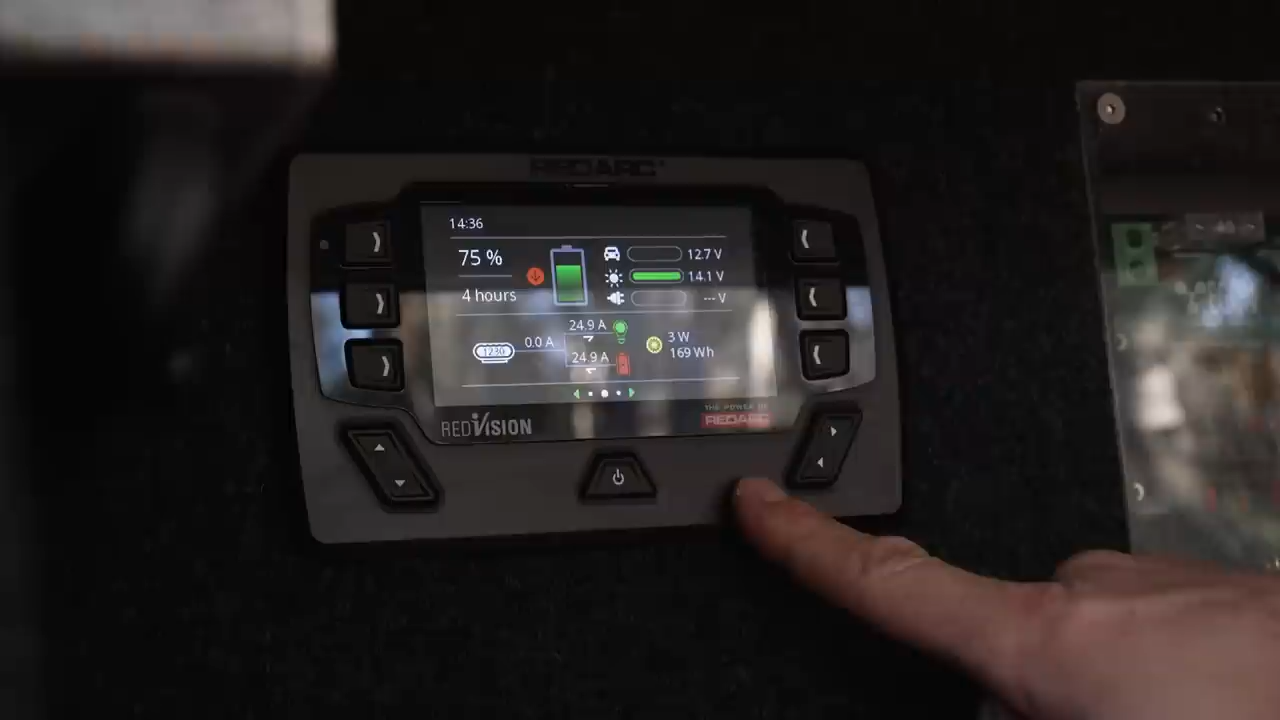 REDARC
14:36
75 %
4 hours
12.7 V
14.1 V
--- V
24.9 A
0.0 A
1230
24.9 A
3 W
169 Wh
REDVISION
THE POWER OF
REDARC